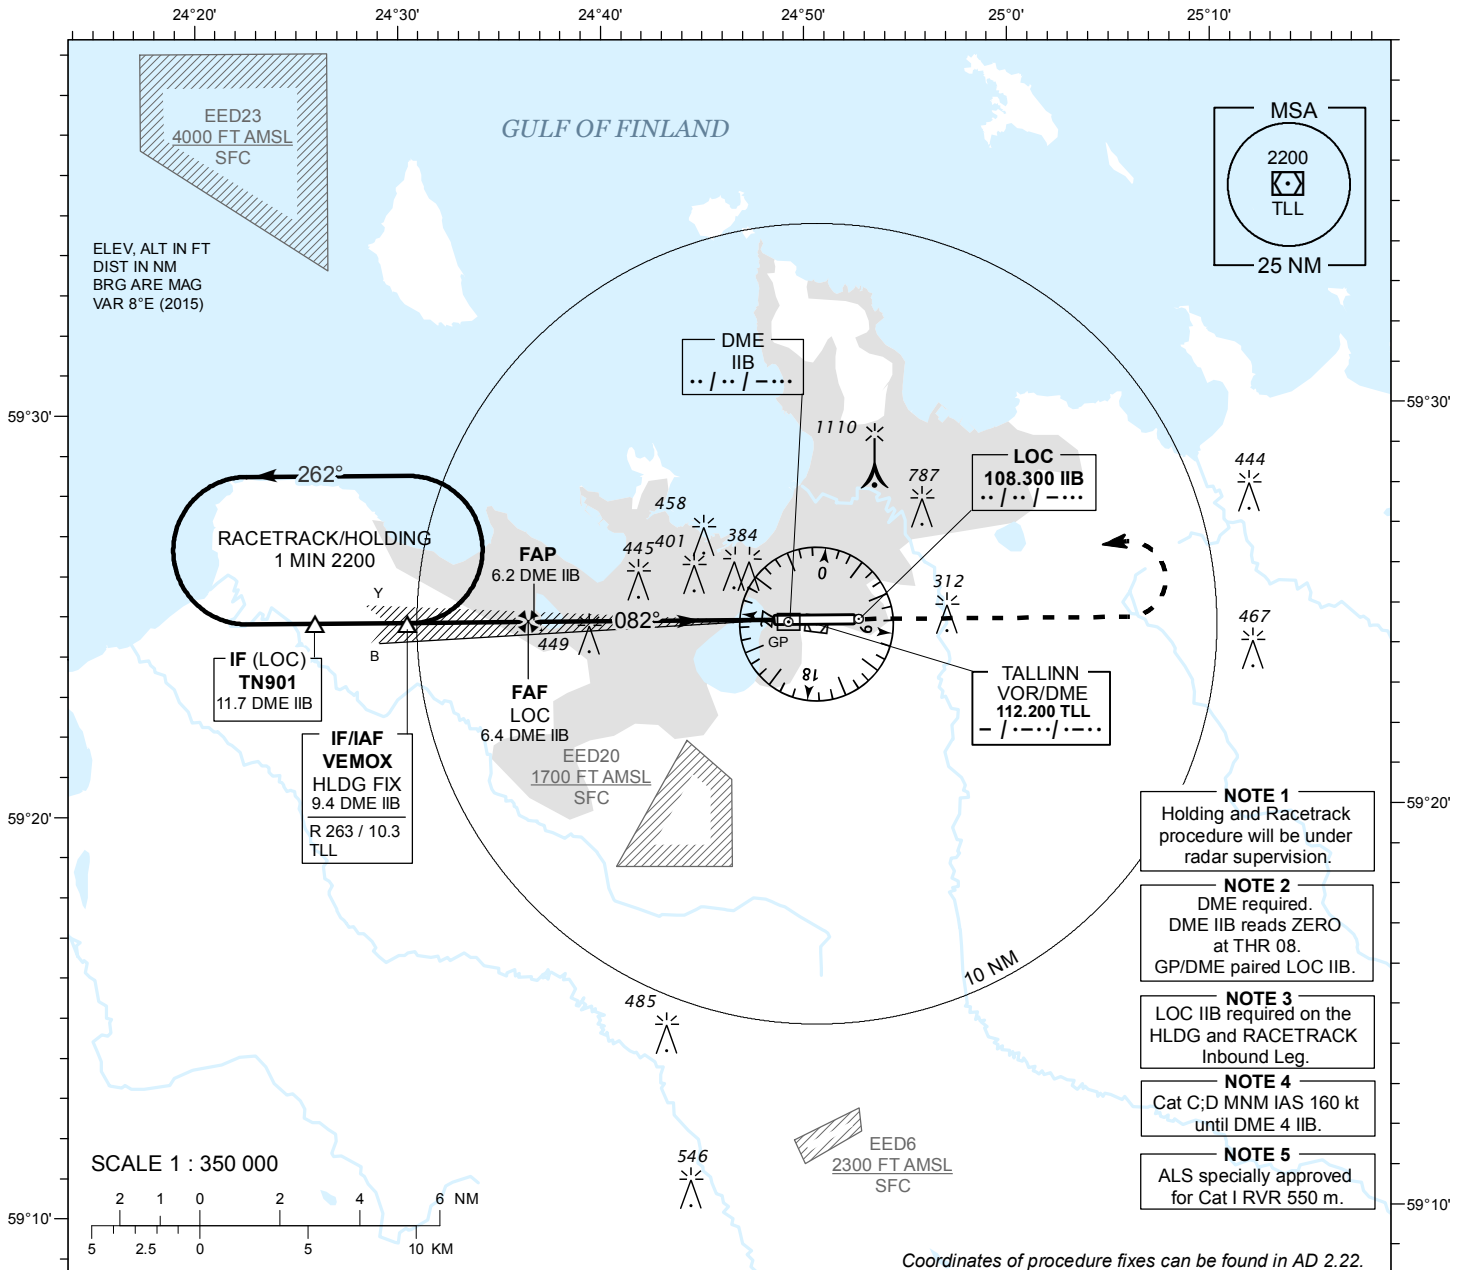 24°20'
24°30'
24°40'
24°50'
25°0'
25°10'
EED23
4000 FT AMSL
SFC
GULF OF FINLAND
MSA
2200
TLL
25 NM
ELEV, ALT IN FT
DIST IN NM
BRG ARE MAG
VAR 8°E (2015)
DME
IIB
·· / ·· / –···
59°30'
59°30'
1110
LOC
108.300 IIB
·· / ·· / –···
787
444
262°
458
RACETRACK/HOLDING
1 MIN 2200
FAP
6.2 DME IIB
445
401
384
0
312
Y
082°
449
GP
18
467
B
IF (LOC)
TN901
11.7 DME IIB
FAF
LOC
6.4 DME IIB
TALLINN
VOR/DME
112.200 TLL
– / ·–·· / ·–··
IF/IAF
VEMOX
HLDG FIX
9.4 DME IIB
R 263 / 10.3
TLL
EED20
1700 FT AMSL
SFC
59°20'
59°20'
NOTE 1
Holding and Racetrack
procedure will be under
radar supervision.
NOTE 2
DME required.
DME IIB reads ZERO
at THR 08.
GP/DME paired LOC IIB.
10 NM
485
NOTE 3
LOC IIB required on the
HLDG and RACETRACK
Inbound Leg.
NOTE 4
Cat C;D MNM IAS 160 kt
until DME 4 IIB.
NOTE 5
ALS specially approved
for Cat I RVR 550 m.
EED6
2300 FT AMSL
SFC
546
SCALE 1 : 350 000
2 1 0 2 4 6 NM
59°10'
59°10'
5 2.5 0 5 10 KM
Coordinates of procedure fixes can be found in AD 2.22.